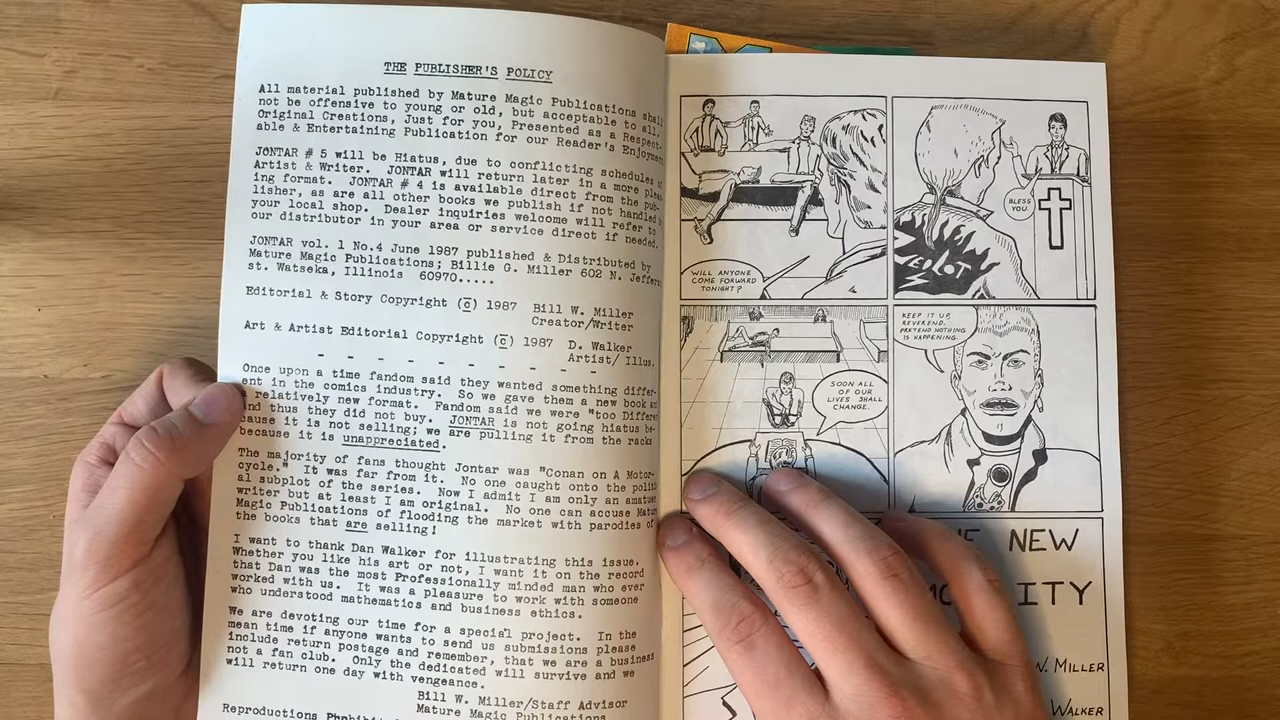 THE PUBLISHER'S POLICY
All material published by Mature Magic Publications shall
not be offensive to young or old, but acceptable to all.
Original Creations, Just for you, Presented as a Respect-
able & Entertaining Publication for our Reader's Enjoyment
JONTAR # 5 will be Hiatus, due to conflicting schedules of
Artist & Writer. JONTAR will return later in a more pleas
ing format. JONTAR # 4 is available direct from the pub-
lisher, as are all other books we publish if not handled by
your local shop. Dealer inquiries welcome will refer to
our distributor in your area or service direct if needed.
JONTAR vol. 1 No.4 June 1987 published & Distributed by
Mature Magic Publications; Billie G. Miller 602 N. Jefferso
st. Watseka, Illinois 60970.....
Editorial & Story Copyright (c) 1987 Bill W. Miller
Creator/Writer
Art & Artist Editorial Copyright (c) 1987 D. Walker
Artist/ Illus.
- - - - - - - - -
Once upon a time fandom said they wanted something differ-
ent in the comics industry. So we gave them a new book and
a relatively new format. Fandom said we were "too Differen
and thus they did not buy. JONTAR is not going hiatus be-
cause it is not selling; we are pulling it from the racks
because it is unappreciated.
The majority of fans thought Jontar was "Conan on A Motor-
cycle." It was far from it. No one caught onto the politic
al subplot of the series. Now I admit I am only an amatuer
writer but at least I am original. No one can accuse Mature
Magic Publications of flooding the market with parodies of
the books that are selling!
I want to thank Dan Walker for illustrating this issue.
Whether you like his art or not, I want it on the record
that Dan was the most Professionally minded man who ever
worked with us. It was a pleasure to work with someone
who understood mathematics and business ethics.
We are devoting our time for a special project. In the
mean time if anyone wants to send us submissions please
include return postage and remember, that we are a business
not a fan club. Only the dedicated will survive and we
will return one day with vengeance.
Bill W. Miller/Staff Advisor
Mature Magic Publications
Reproductions
WILL ANYONE
COME FORWARD
TONIGHT?
BLESS
YOU.
ZEALOT
SOON ALL
OF OUR
LIVES SHALL
CHANGE.
KEEP IT UP,
REVEREND.
PRETEND NOTHING
IS HAPPENING.
NEW
ITY
W. MILLER
WALKER